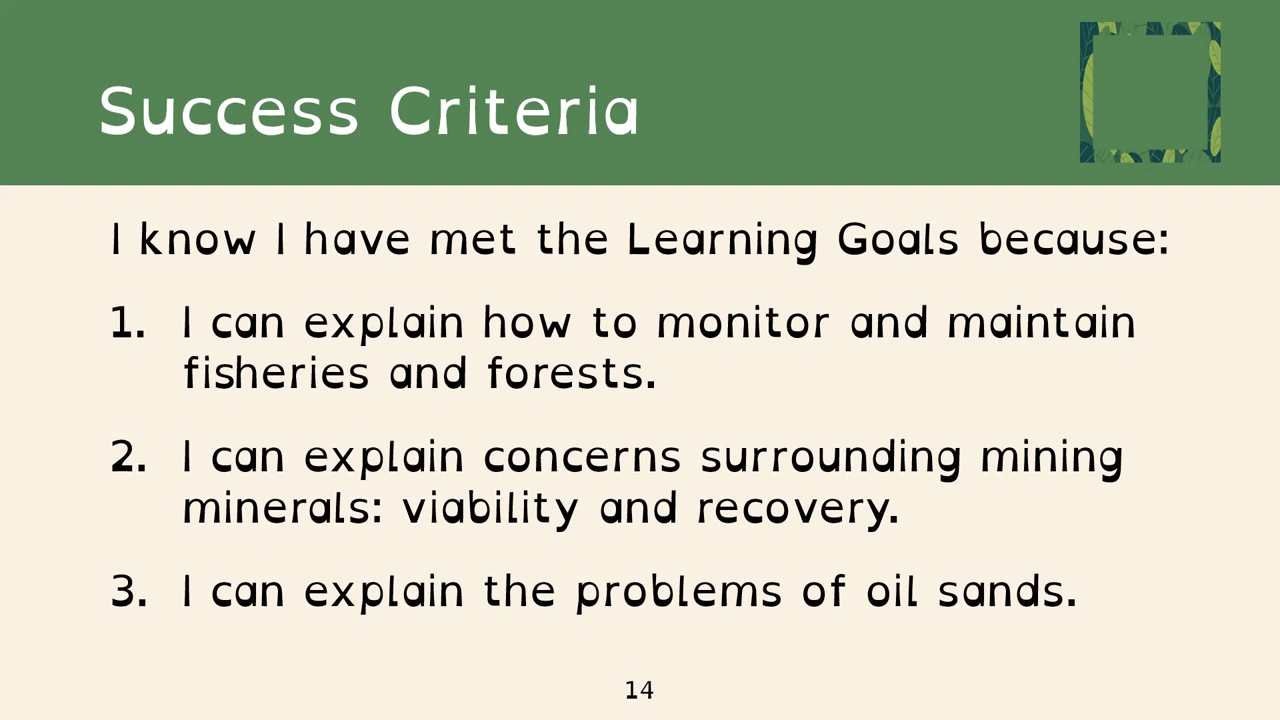 Success Criteria
I know I have met the Learning Goals because:
1. I can explain how to monitor and maintain
fisheries and forests.
2. I can explain concerns surrounding mining
minerals: viability and recovery.
3. I can explain the problems of oil sands.
14